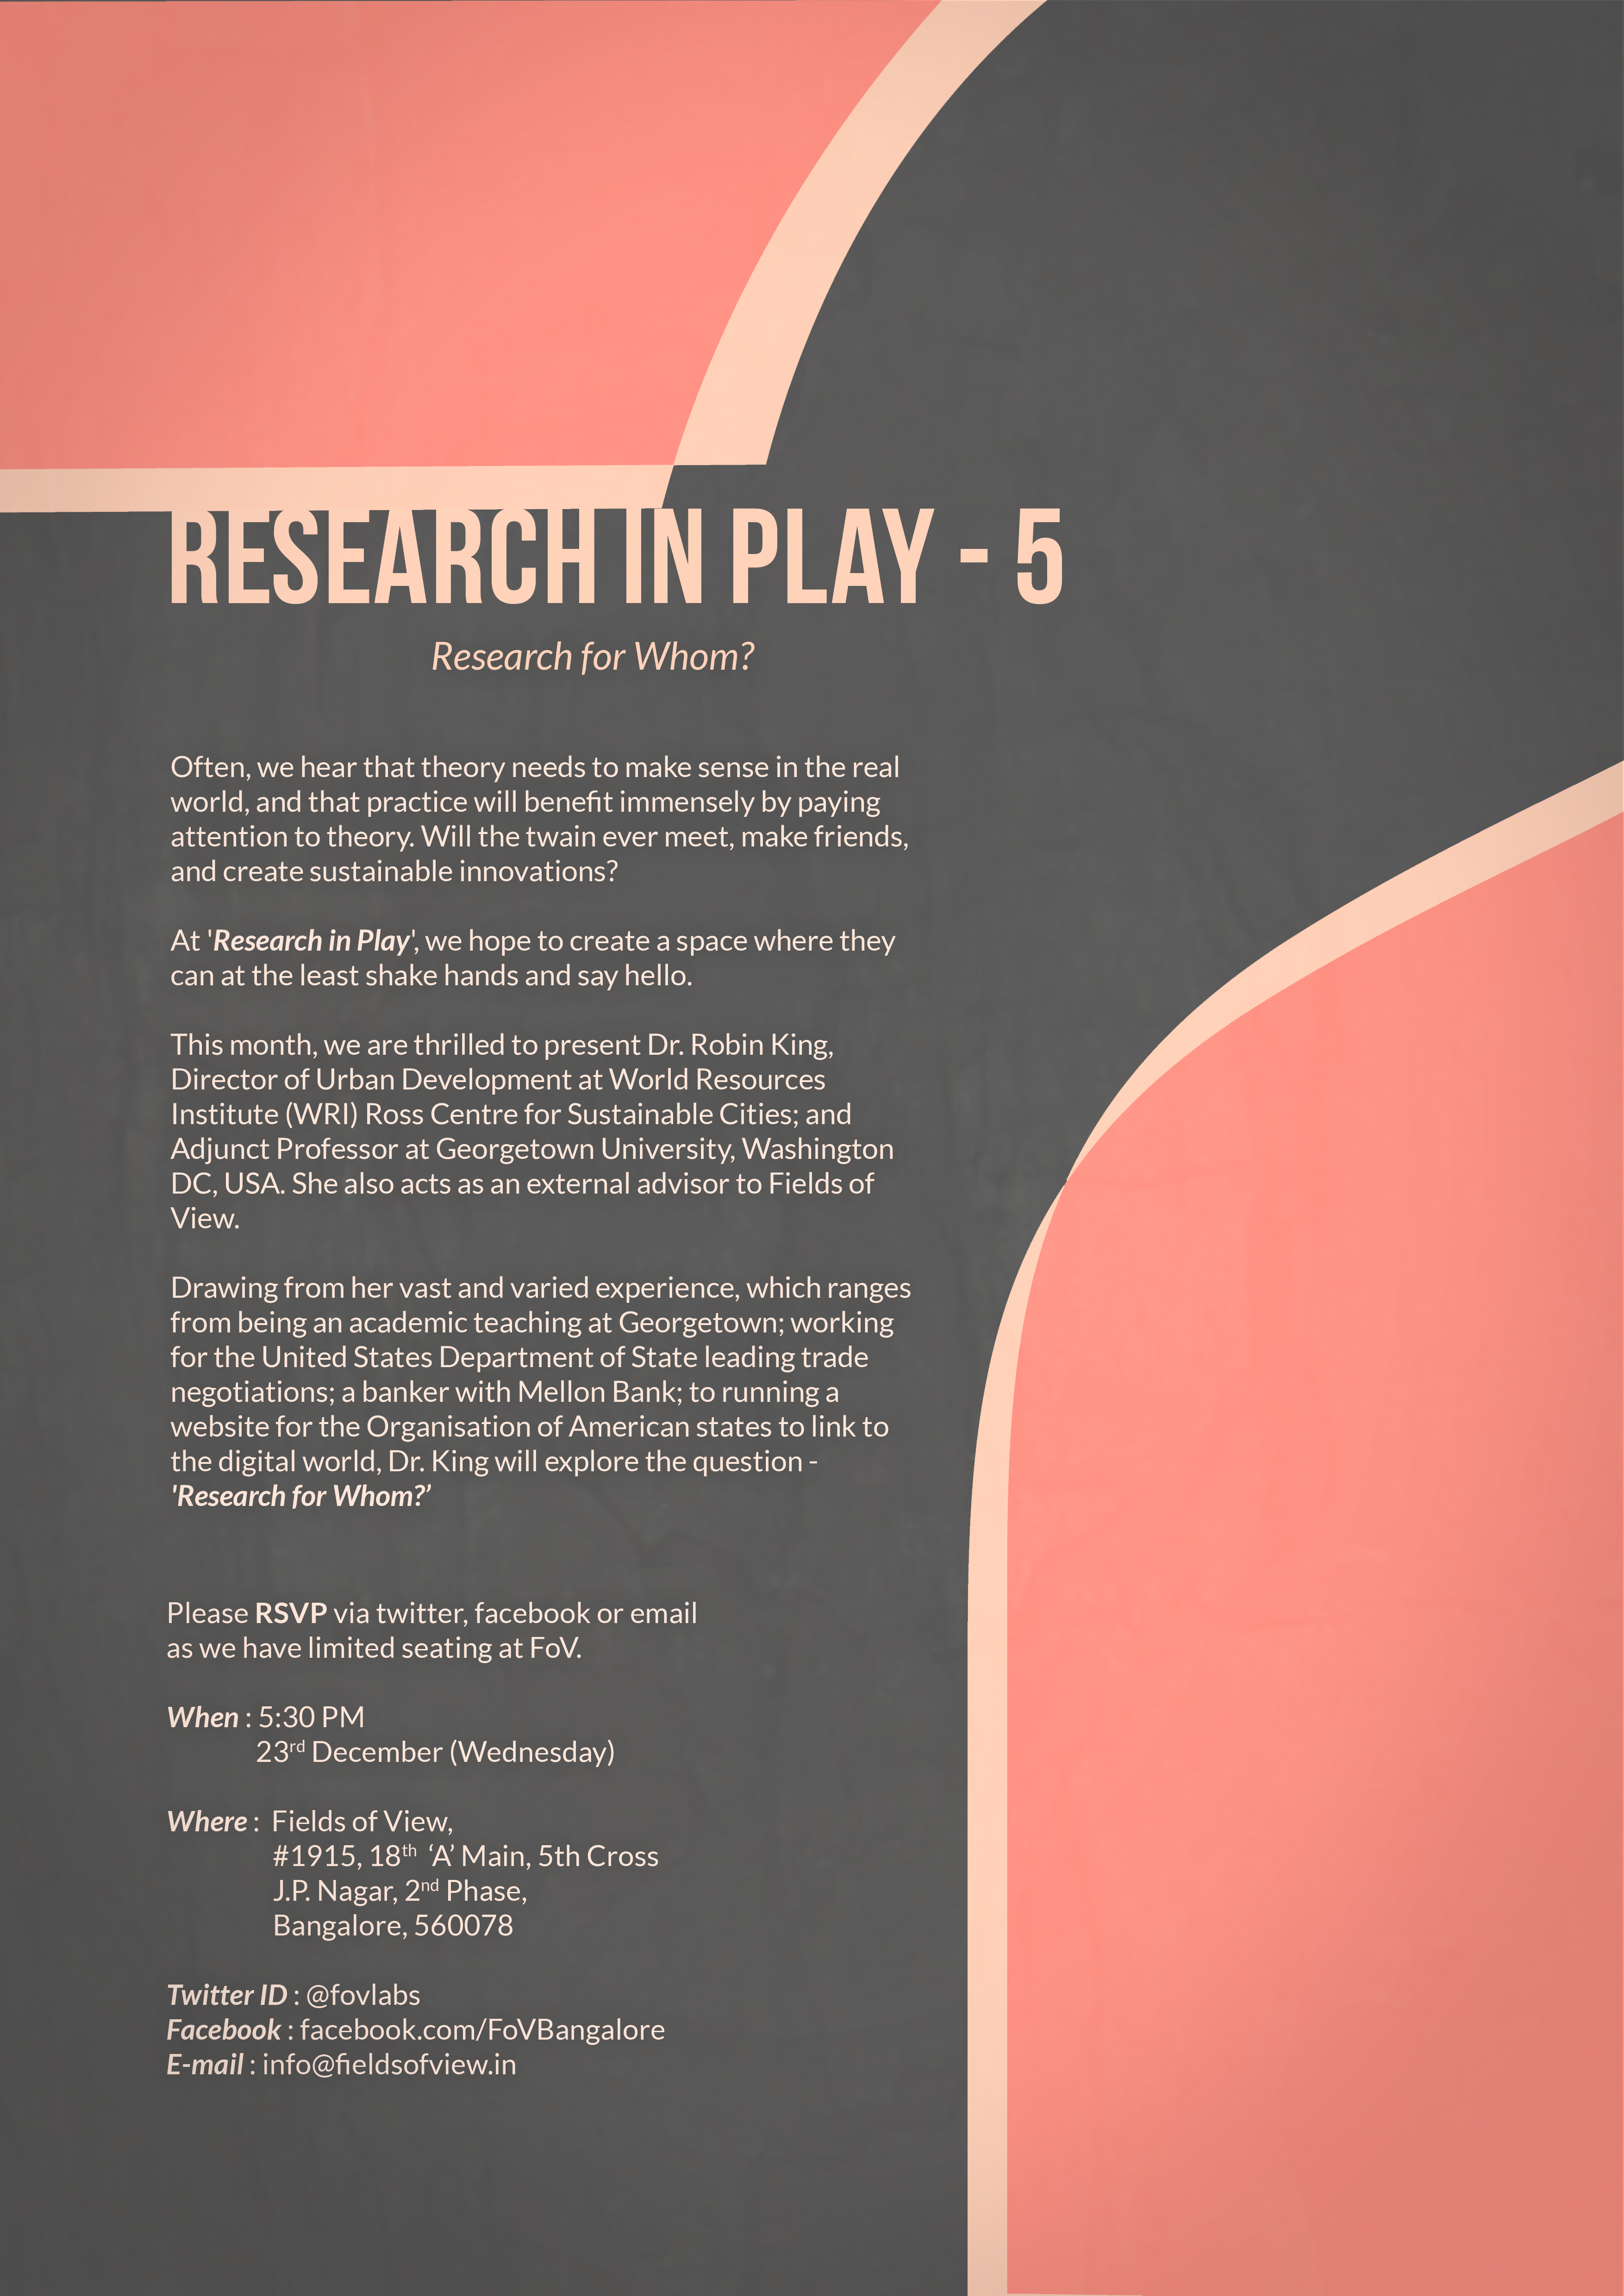 RESEARCH IN PLAY - 5
Research for Whom?
Often, we hear that theory needs to make sense in the real
world, and that practice will benefit immensely by paying
attention to theory. Will the twain ever meet, make friends,
and create sustainable innovations?
At 'Research in Play', we hope to create a space where they
can at the least shake hands and say hello.
This month, we are thrilled to present Dr. Robin King,
Director of Urban Development at World Resources
Institute (WRI) Ross Centre for Sustainable Cities; and
Adjunct Professor at Georgetown University, Washington
DC, USA. She also acts as an external advisor to Fields of
View.
Drawing from her vast and varied experience, which ranges
from being an academic teaching at Georgetown; working
for the United States Department of State leading trade
negotiations; a banker with Mellon Bank; to running a
website for the Organisation of American states to link to
the digital world, Dr. King will explore the question -
'Research for Whom?’
Please RSVP via twitter, facebook or email
as we have limited seating at FoV.
When : 5:30 PM
23rd December (Wednesday)
Where : Fields of View,
#1915, 18th ‘A’ Main, 5th Cross
J.P. Nagar, 2nd Phase,
Bangalore, 560078
Twitter ID : @fovlabs
Facebook : facebook.com/FoVBangalore
E-mail : info@fieldsofview.in